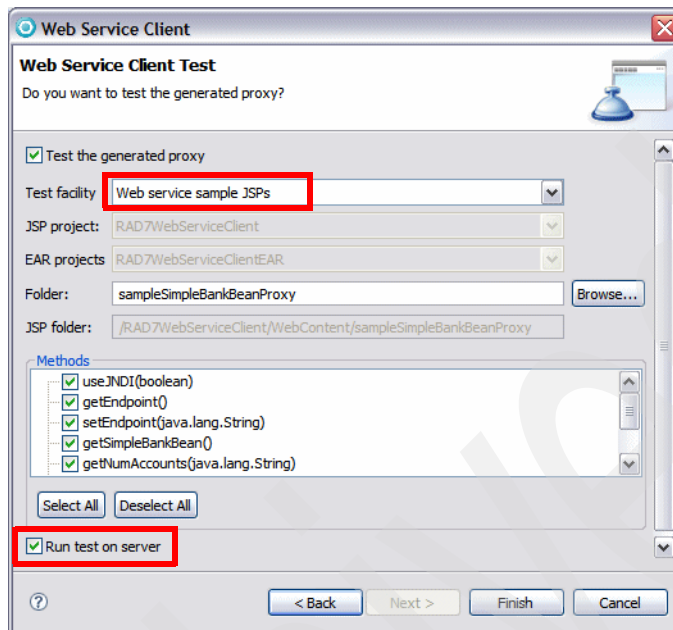 Web Service Client
Web Service Client Test
Do you want to test the generated proxy?
Test the generated proxy
Test facility Web service sample JSPs
JSP project: RAD7WebServiceClient
EAR projects RAD7WebServiceClientEAR
Folder: sampleSimpleBankBeanProxy Browse...
JSP folder: /RAD7WebServiceClient/WebContent/sampleSimpleBankBeanProxy
Methods
useJNDI(boolean)
getEndpoint()
setEndpoint(java.lang.String)
getSimpleBankBean()
getNumAccounts(java.lang.String)
Select All Deselect All
Run test on server
? < Back Next > Finish Cancel